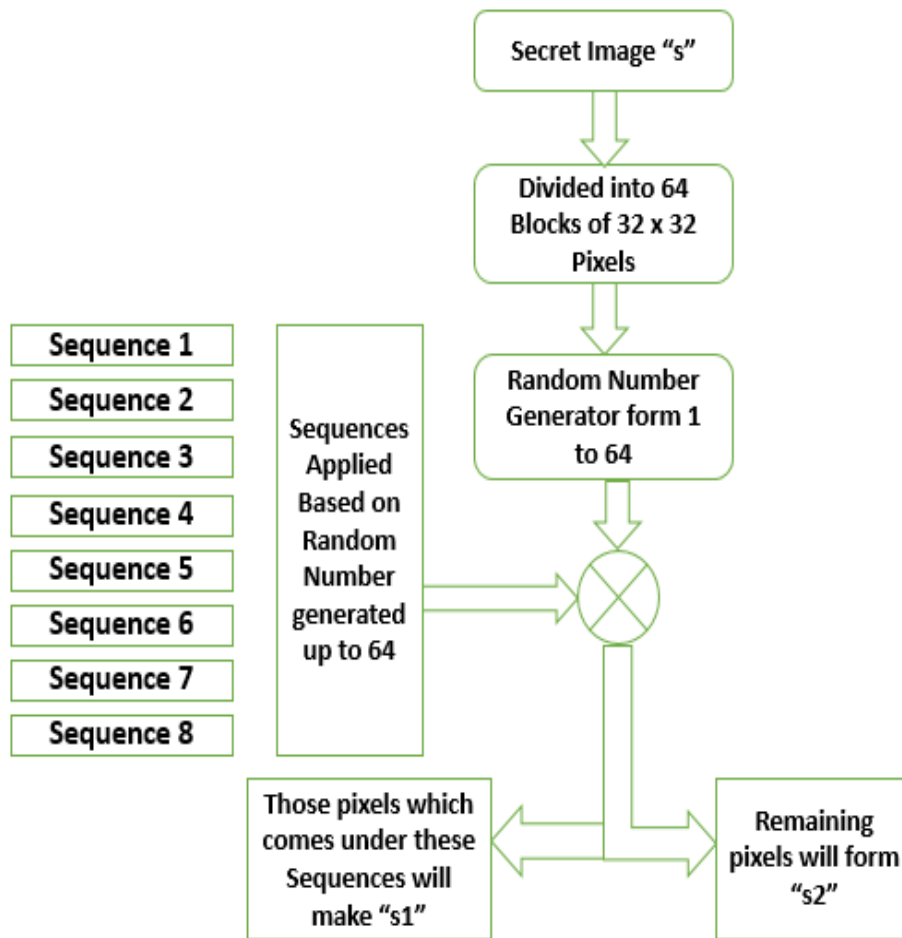 Secret Image “s”
Divided into 64
Blocks of 32 x 32
Pixels
Random Number
Generator form 1
to 64
Sequence 1
Sequence 2
Sequence 3
Sequence 4
Sequence 5
Sequence 6
Sequence 7
Sequence 8
Sequences
Applied
Based on
Random
Number
generated
up to 64
Those pixels which
comes under these
Sequences will
make “s1”
Remaining
pixels will form
“s2”